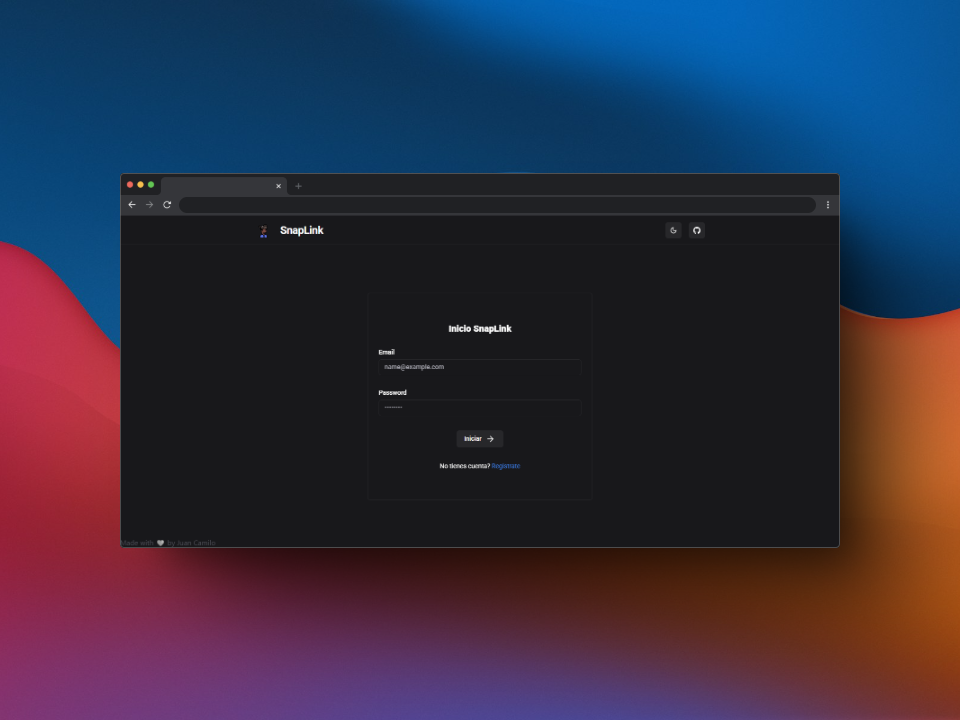 SnapLink
Inicio SnapLink
Email
name@example.com
Password
Iniciar
No tienes cuenta? Registrate
Made with 🖤 by Juan Camilo